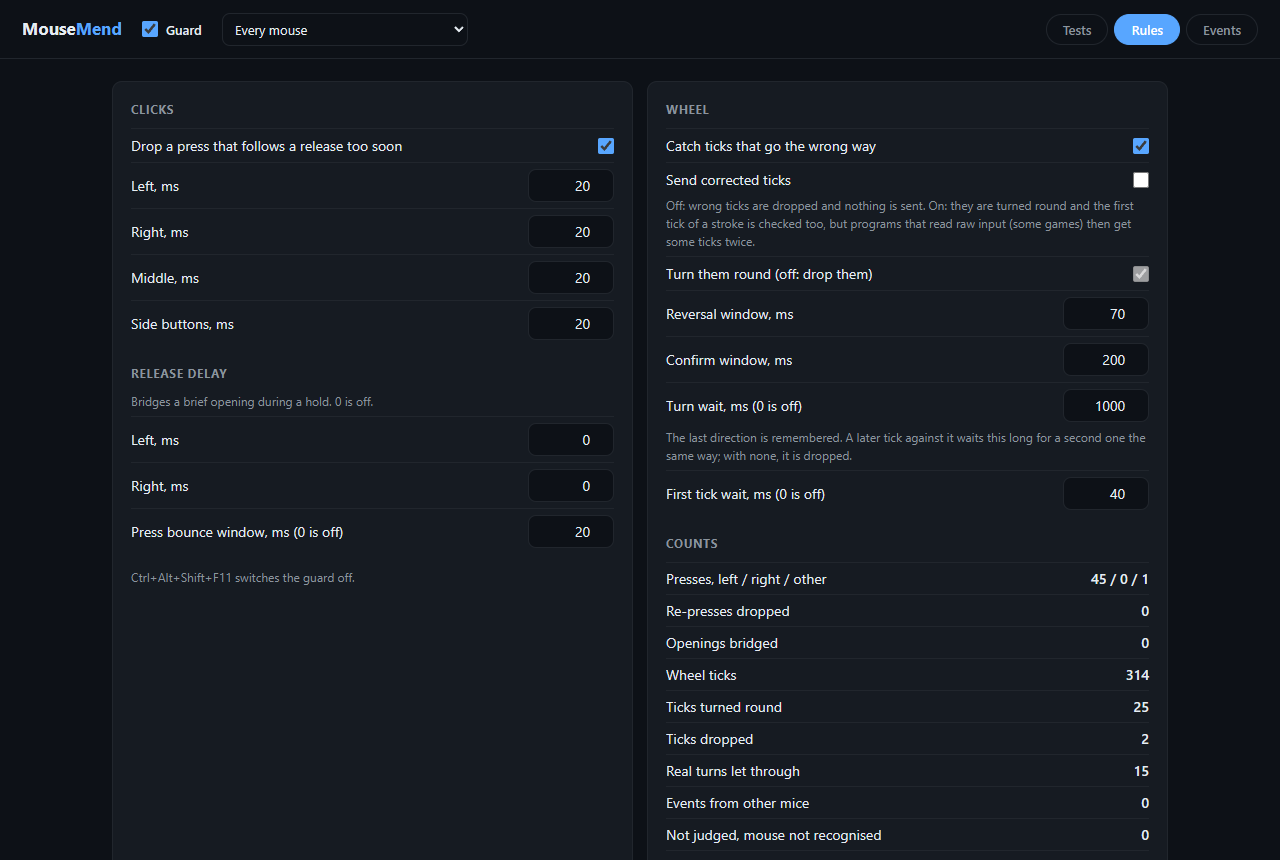 MouseMend
Guard
Every mouse
Tests
Rules
Events
CLICKS
Drop a press that follows a release too soon
Left, ms
20
Right, ms
20
Middle, ms
20
Side buttons, ms
20
RELEASE DELAY
Bridges a brief opening during a hold. 0 is off.
Left, ms
0
Right, ms
0
Press bounce window, ms (0 is off)
20
Ctrl+Alt+Shift+F11 switches the guard off.
WHEEL
Catch ticks that go the wrong way
Send corrected ticks
Off: wrong ticks are dropped and nothing is sent. On: they are turned round and the first
tick of a stroke is checked too, but programs that read raw input (some games) then get
some ticks twice.
Turn them round (off: drop them)
Reversal window, ms
70
Confirm window, ms
200
Turn wait, ms (0 is off)
1000
The last direction is remembered. A later tick against it waits this long for a second one the
same way; with none, it is dropped.
First tick wait, ms (0 is off)
40
COUNTS
Presses, left / right / other
45 / 0 / 1
Re-presses dropped
0
Openings bridged
0
Wheel ticks
314
Ticks turned round
25
Ticks dropped
2
Real turns let through
15
Events from other mice
0
Not judged, mouse not recognised
0